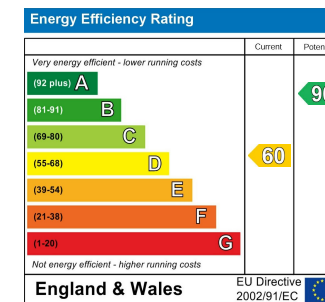 Energy Efficiency Rating
Current
Very energy efficient - lower running costs
(92 plus) A
(81-91) B
(69-80) C
(55-68) D
60
(39-54) E
(21-38) F
(1-20) G
Not energy efficient - higher running costs
England & Wales
EU Directive
2002/91/EC